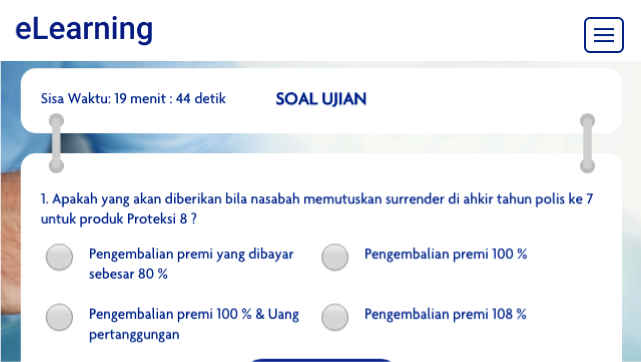 eLearning
Sisa Waktu: 19 menit : 44 detik
SOAL UJIAN
1. Apakah yang akan diberikan bila nasabah memutuskan surrender di ahkir tahun polis ke 7
untuk produk Proteksi 8 ?
Pengembalian premi yang dibayar
sebesar 80 %
Pengembalian premi 100 %
Pengembalian premi 100 % & Uang
pertanggungan
Pengembalian premi 108 %